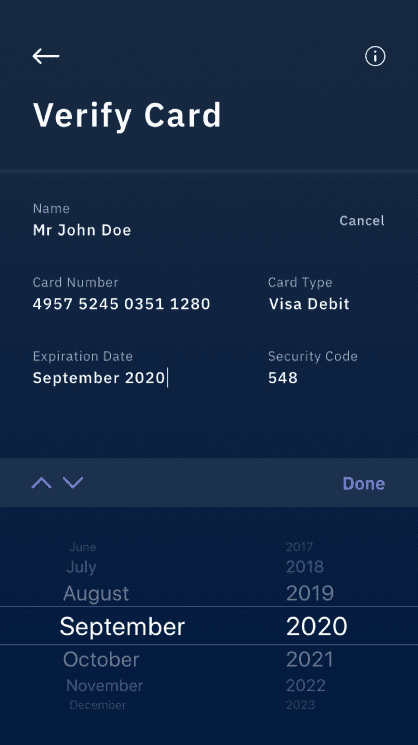 Verify Card
Name
Mr John Doe
Cancel
Card Number
Card Type
4957 5245 0351 1280
Visa Debit
Expiration Date
Security Code
September 2020
548
Done
June 2017
July 2018
August 2019
September 2020
October 2021
November 2022
December 2023